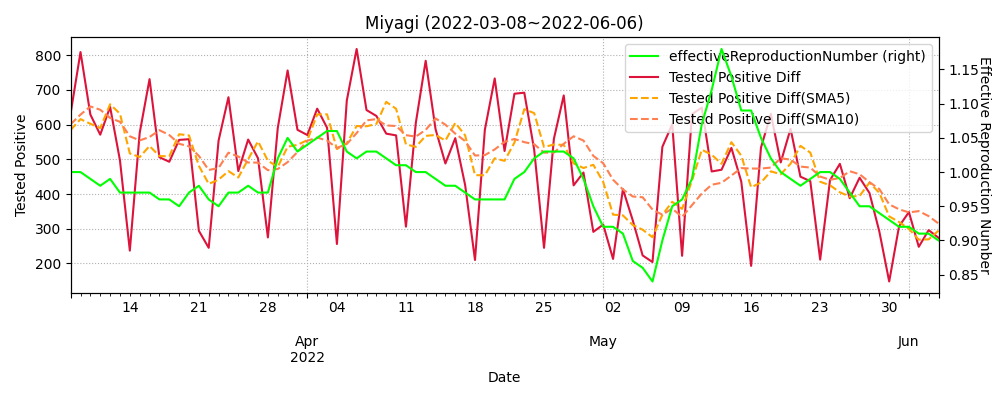 Miyagi (2022-03-08~2022-06-06)
effectiveReproductionNumber (right)
Tested Positive Diff
Tested Positive Diff(SMA5)
Tested Positive Diff(SMA10)
Tested Positive
800
700
600
500
400
300
200
1.15
1.10
1.05
1.00
0.95
0.90
0.85
Effective Reproduction Number
14 21 28 04 11 18 25 02 09 16 23 30
Apr May Jun
2022
Date